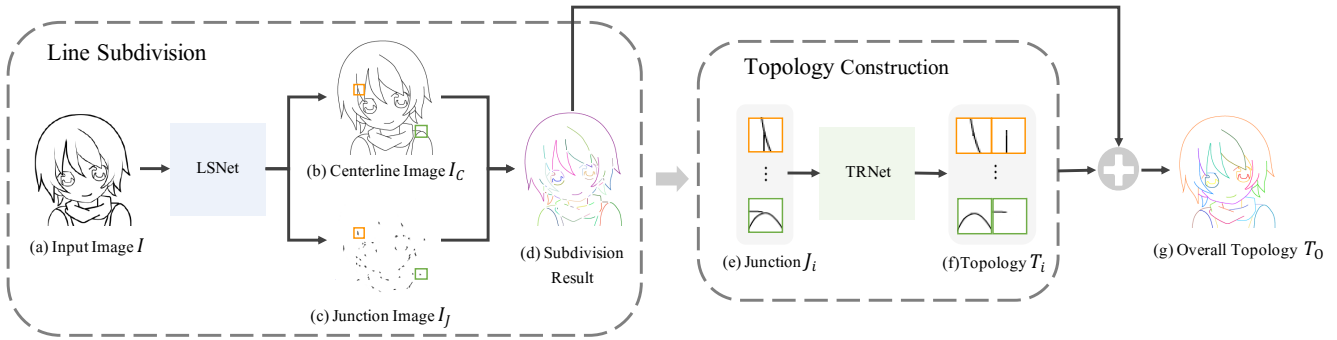 Line Subdivision
LSNet
(a) Input Image I
(b) Centerline Image I_C
(c) Junction Image I_J
(d) Subdivision
Result
Topology Construction
TRNet
(e) Junction J_i
(f)Topology T_i
(g) Overall Topology T_O